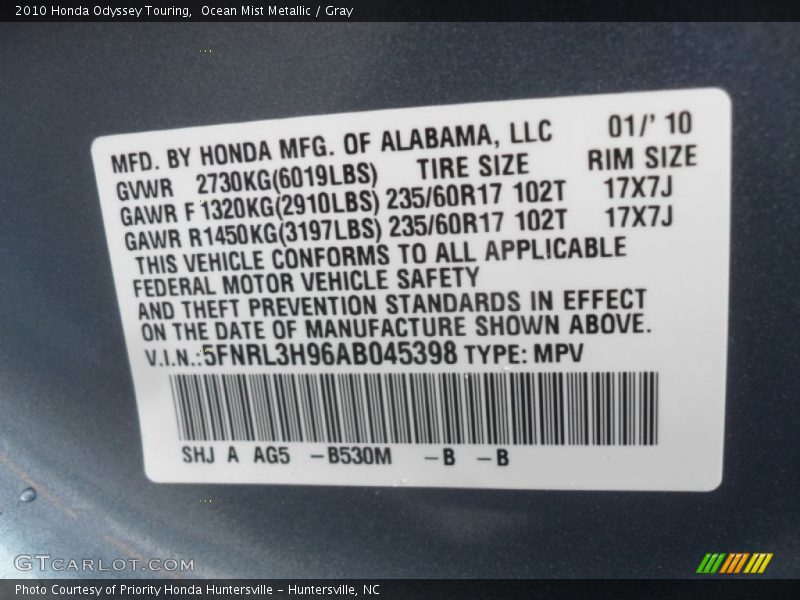 2010 Honda Odyssey Touring,  Ocean Mist Metallic / Gray
MFD. BY HONDA MFG. OF ALABAMA, LLC 01/' 10
GVWR 2730KG(6019LBS) TIRE SIZE RIM SIZE
GAWR F 1320KG(2910LBS) 235/60R17 102T 17X7J
GAWR R1450KG(3197LBS) 235/60R17 102T 17X7J
THIS VEHICLE CONFORMS TO ALL APPLICABLE
FEDERAL MOTOR VEHICLE SAFETY
AND THEFT PREVENTION STANDARDS IN EFFECT
ON THE DATE OF MANUFACTURE SHOWN ABOVE.
V.I.N.:5FNRL3H96AB045398 TYPE: MPV
SHJ A AG5 –B530M –B –B
GTCARLOT.COM
Photo Courtesy of Priority Honda Huntersville – Huntersville, NC